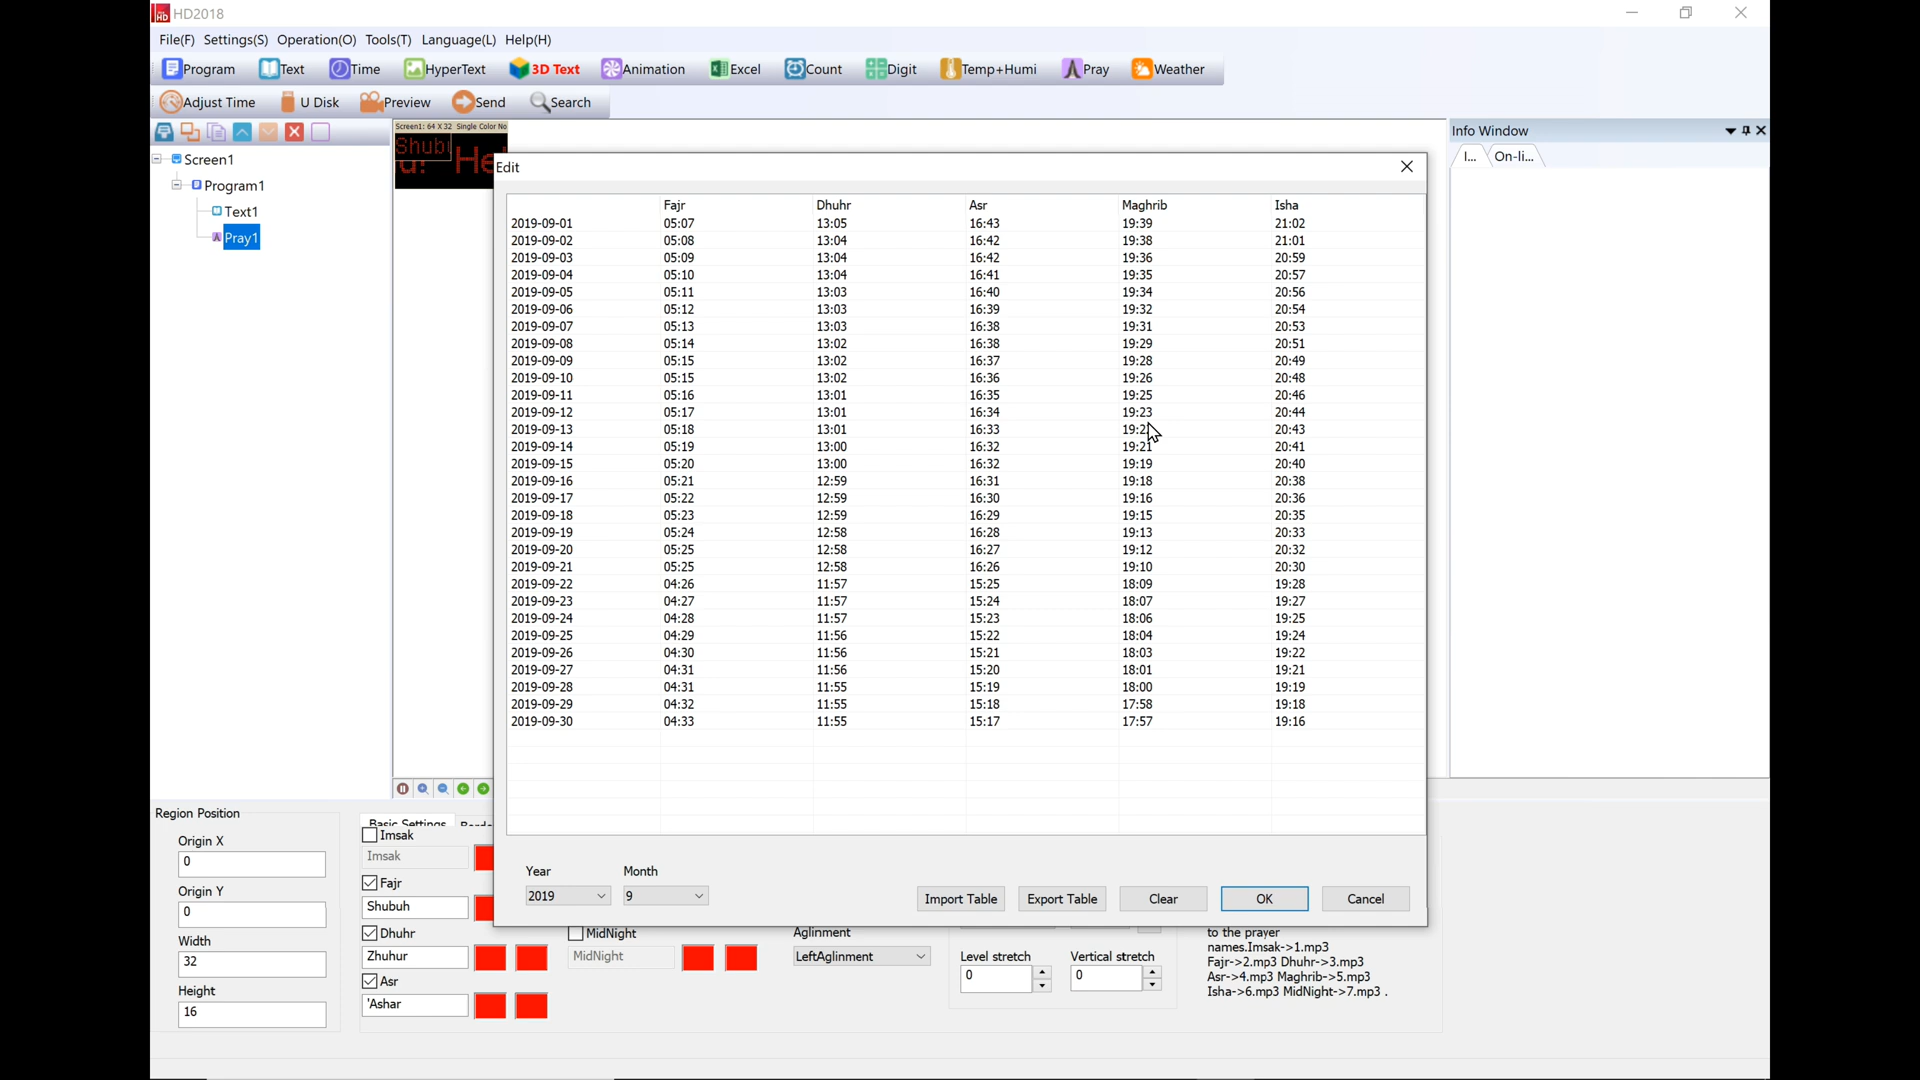 HD2018
File(F) Settings(S) Operation(O) Tools(T) Language(L) Help(H)
Program Text Time HyperText 3D Text Animation Excel Count Digit Temp+Humi Pray Weather
Adjust Time U Disk Preview Send Search
Screen1
Program1
Text1
Pray1
Screen1: 64 X 32 Single Color No
Info Window
I... On-li...
Edit
Fajr Dhuhr Asr Maghrib Isha
2019-09-01 05:07 13:05 16:43 19:39 21:02
2019-09-02 05:08 13:04 16:42 19:38 21:01
2019-09-03 05:09 13:04 16:42 19:36 20:59
2019-09-04 05:10 13:04 16:41 19:35 20:57
2019-09-05 05:11 13:03 16:40 19:34 20:56
2019-09-06 05:12 13:03 16:39 19:32 20:54
2019-09-07 05:13 13:03 16:38 19:31 20:53
2019-09-08 05:14 13:02 16:38 19:29 20:51
2019-09-09 05:15 13:02 16:37 19:28 20:49
2019-09-10 05:15 13:02 16:36 19:26 20:48
2019-09-11 05:16 13:01 16:35 19:25 20:46
2019-09-12 05:17 13:01 16:34 19:23 20:44
2019-09-13 05:18 13:01 16:33 20:43
2019-09-14 05:19 13:00 16:32 19:21 20:41
2019-09-15 05:20 13:00 16:32 19:19 20:40
2019-09-16 05:21 12:59 16:31 19:18 20:38
2019-09-17 05:22 12:59 16:30 19:16 20:36
2019-09-18 05:23 12:59 16:29 19:15 20:35
2019-09-19 05:24 12:58 16:28 19:13 20:33
2019-09-20 05:25 12:58 16:27 19:12 20:32
2019-09-21 05:25 12:58 16:26 19:10 20:30
2019-09-22 04:26 11:57 15:25 18:09 19:28
2019-09-23 04:27 11:57 15:24 18:07 19:27
2019-09-24 04:28 11:57 15:23 18:06 19:25
2019-09-25 04:29 11:56 15:22 18:04 19:24
2019-09-26 04:30 11:56 15:21 18:03 19:22
2019-09-27 04:31 11:56 15:20 18:01 19:21
2019-09-28 04:31 11:55 15:19 18:00 19:19
2019-09-29 04:32 11:55 15:18 17:58 19:18
2019-09-30 04:33 11:55 15:17 17:57 19:16
Year Month
2019 9
Import Table Export Table Clear OK Cancel
Region Position
Origin X
0
Origin Y
0
Width
32
Height
16
Basic Settings
Imsak
Imsak
Fajr
Shubuh
Dhuhr
Zhuhur
Asr
'Ashar
MidNight
MidNight
Aglinment
LeftAglinment
Level stretch Vertical stretch
0 0
to the prayer
names.Imsak->1.mp3
Fajr->2.mp3 Dhuhr->3.mp3
Asr->4.mp3 Maghrib->5.mp3
Isha->6.mp3 MidNight->7.mp3 .